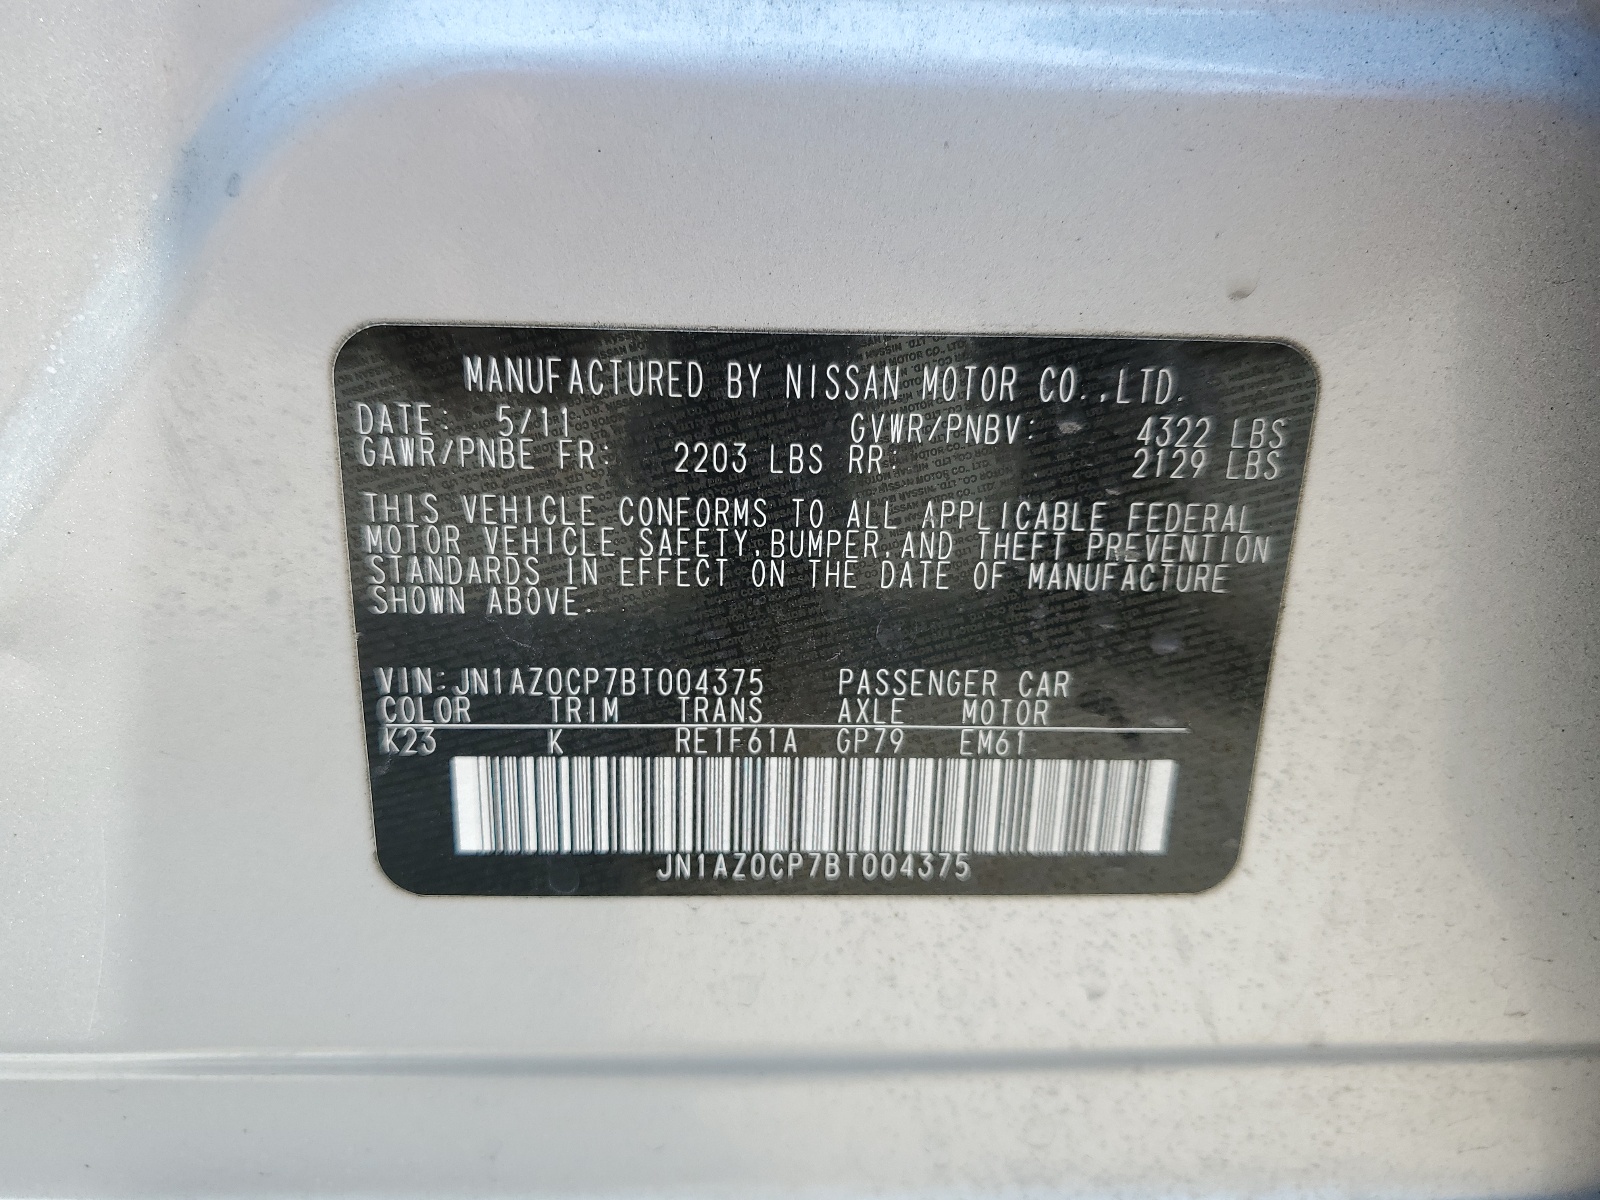 MANUFACTURED BY NISSAN MOTOR CO.,LTD.
DATE: 5/11 GVWR/PNBV: 4322 LBS
GAWR/PNBE FR: 2203 LBS RR: 2129 LBS
THIS VEHICLE CONFORMS TO ALL APPLICABLE FEDERAL
MOTOR VEHICLE SAFETY,BUMPER,AND THEFT PREVENTION
STANDARDS IN EFFECT ON THE DATE OF MANUFACTURE
SHOWN ABOVE.
VIN:JN1AZ0CP7BT004375 PASSENGER CAR
COLOR TRIM TRANS AXLE MOTOR
K23 K RE1F61A GP79 EM61
JN1AZ0CP7BT004375